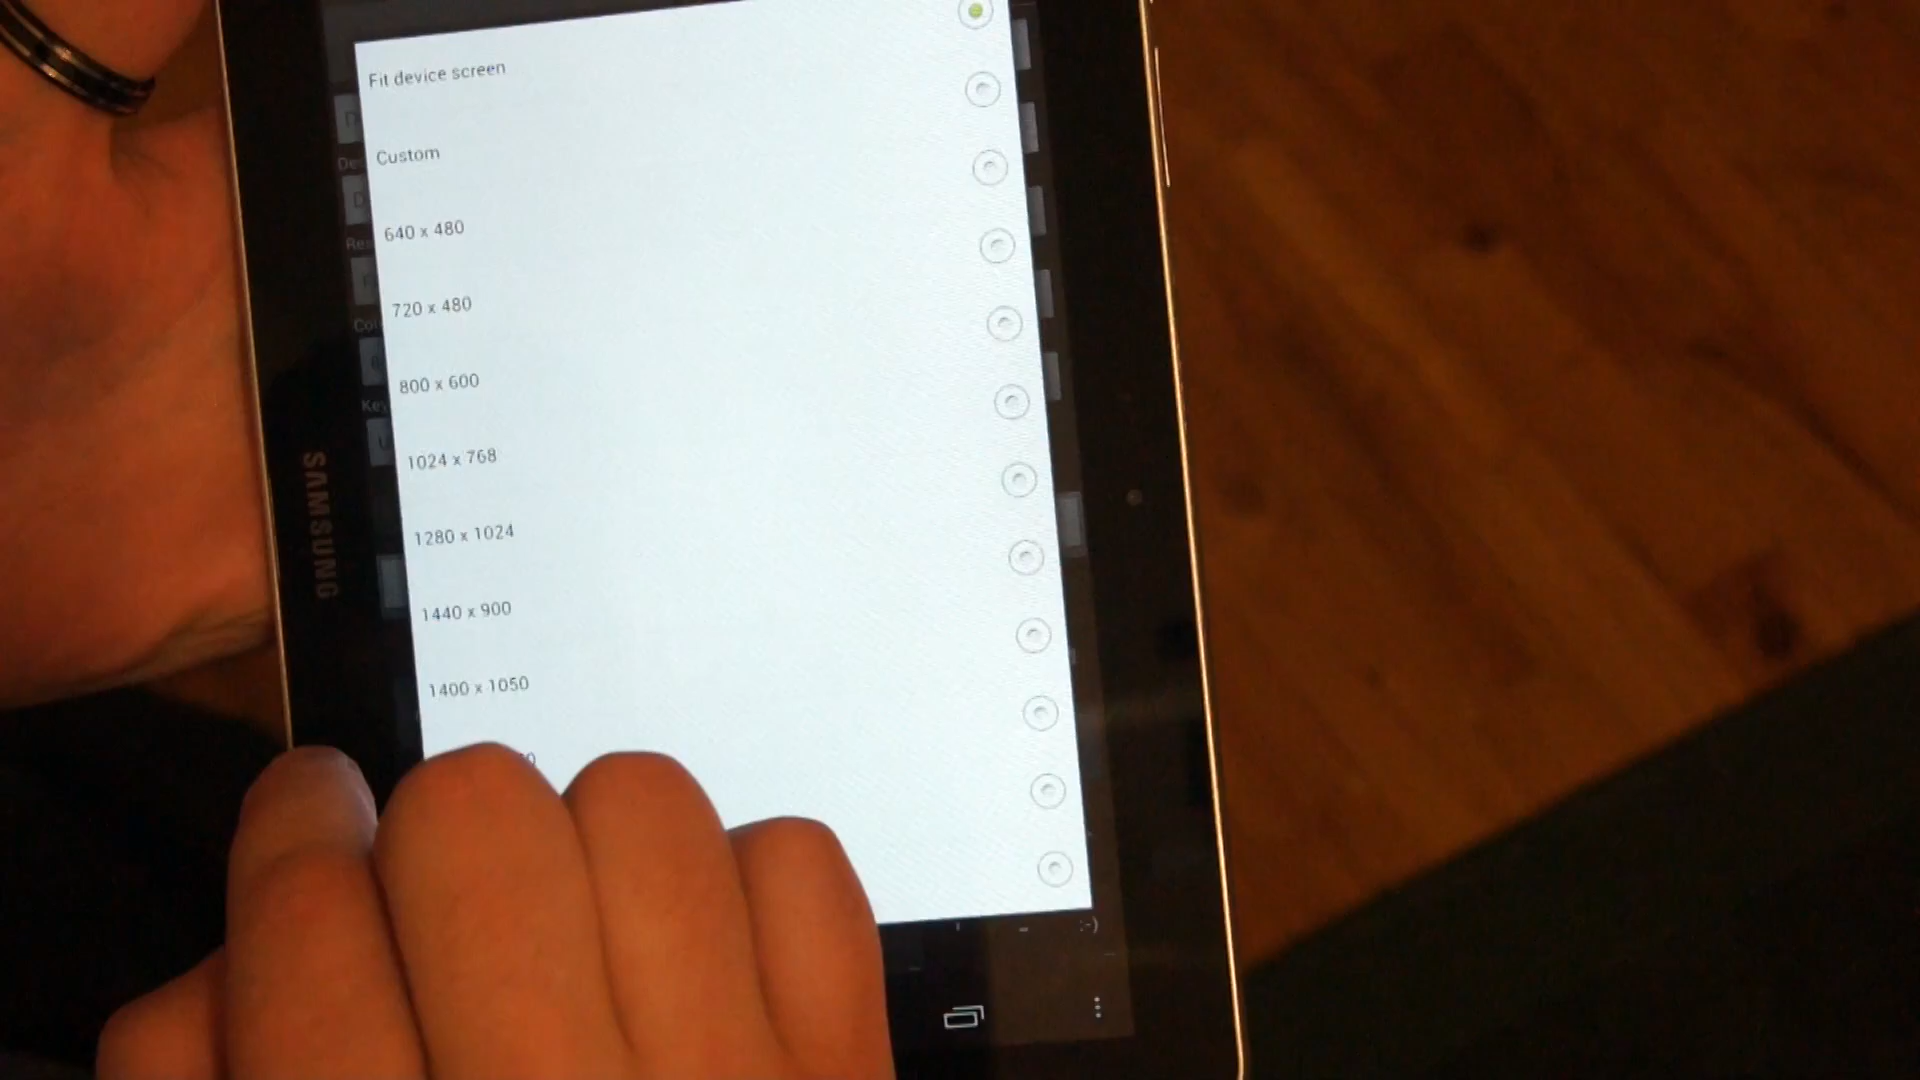 Fit device screen
Custom
640 x 480
720 x 480
800 x 600
1024 x 768
1280 x 1024
1440 x 900
1400 x 1050
SAMSUNG
:-)